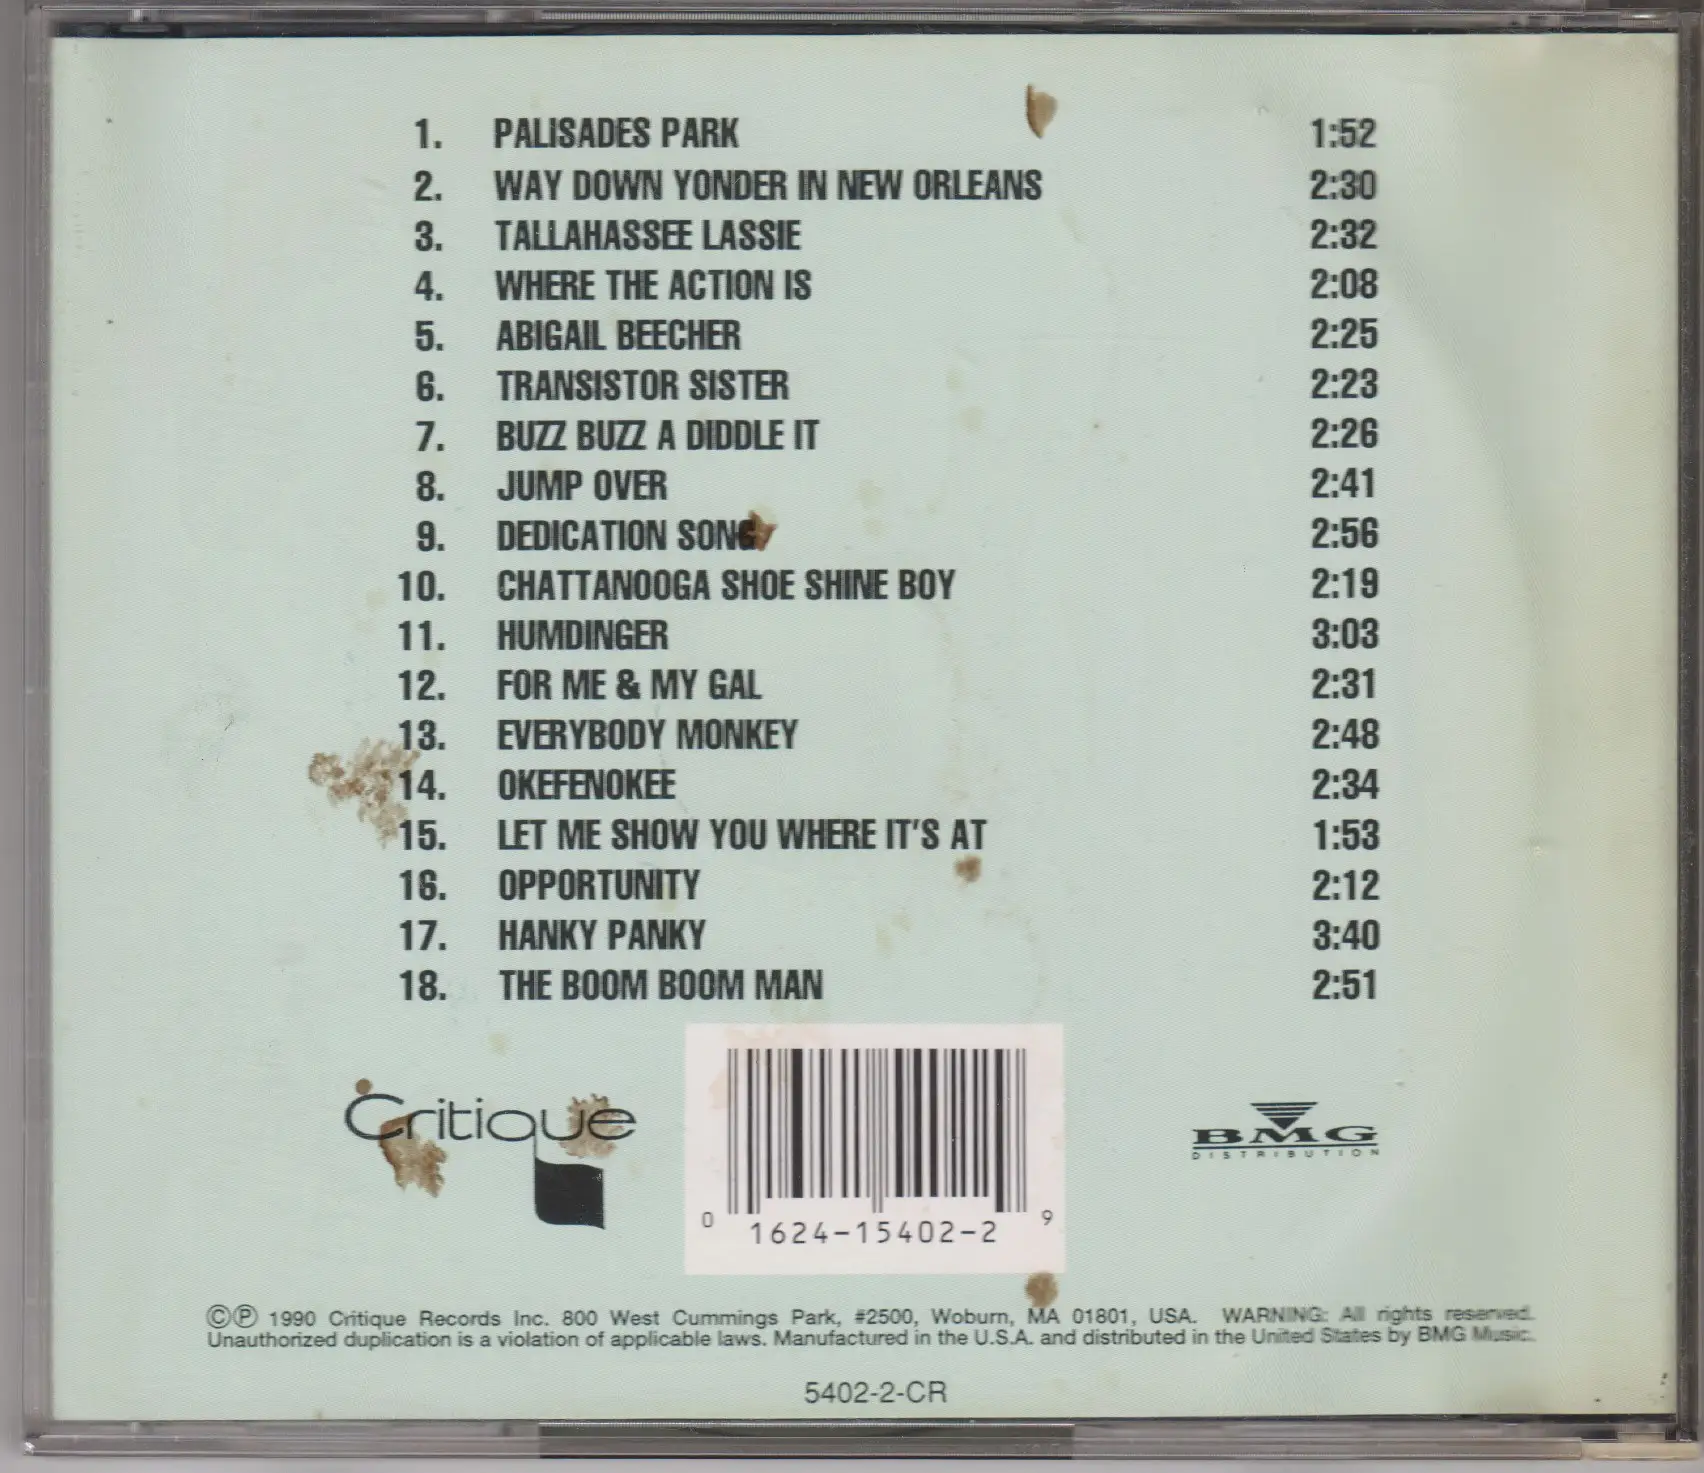 1. PALISADES PARK 1:52
2. WAY DOWN YONDER IN NEW ORLEANS 2:30
3. TALLAHASSEE LASSIE 2:32
4. WHERE THE ACTION IS 2:08
5. ABIGAIL BEECHER 2:25
6. TRANSISTOR SISTER 2:23
7. BUZZ BUZZ A DIDDLE IT 2:26
8. JUMP OVER 2:41
9. DEDICATION SONG 2:56
10. CHATTANOOGA SHOE SHINE BOY 2:19
11. HUMDINGER 3:03
12. FOR ME & MY GAL 2:31
13. EVERYBODY MONKEY 2:48
14. OKEFENOKEE 2:34
15. LET ME SHOW YOU WHERE IT'S AT 1:53
16. OPPORTUNITY 2:12
17. HANKY PANKY 3:40
18. THE BOOM BOOM MAN 2:51
Critique
BMG
DISTRIBUTION
0 1624-15402-2 9
©℗ 1990 Critique Records Inc. 800 West Cummings Park, #2500, Woburn, MA 01801, USA. WARNING: All rights reserved.
Unauthorized duplication is a violation of applicable laws. Manufactured in the U.S.A. and distributed in the United States by BMG Music.
5402-2-CR